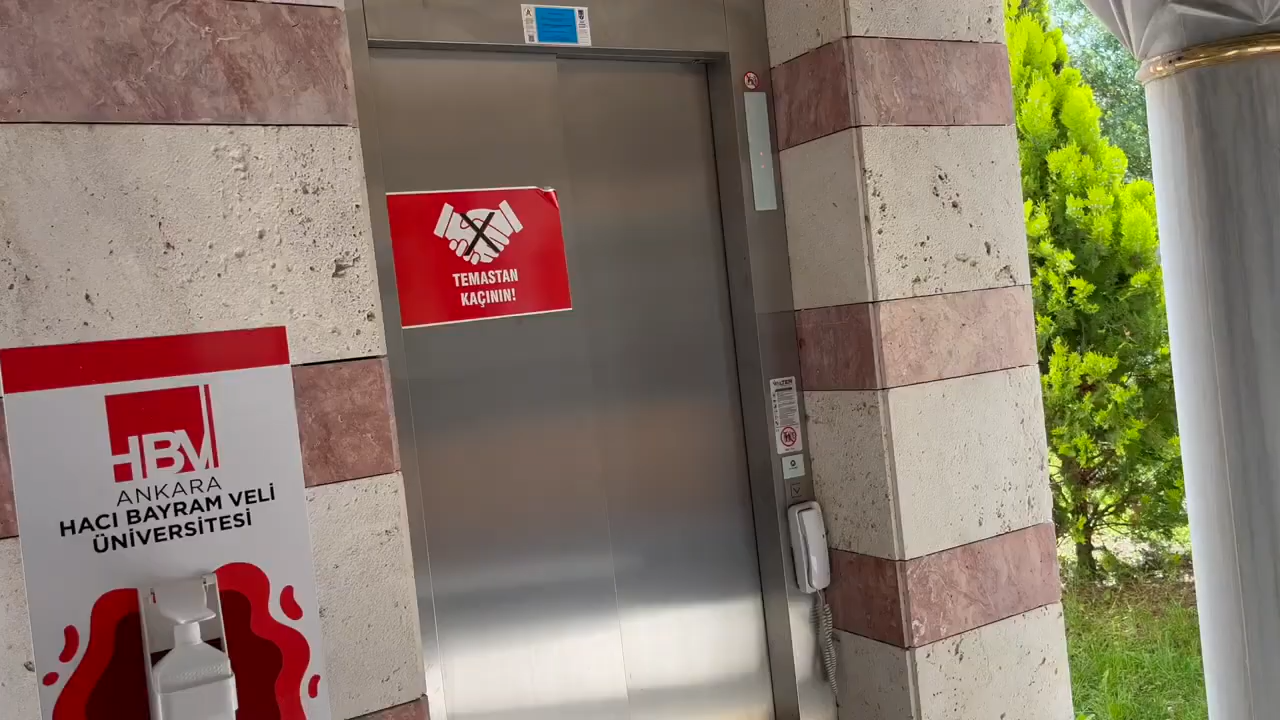 TEMASTAN
KAÇININ!
HBV
ANKARA
HACI BAYRAM VELİ
ÜNİVERSİTESİ